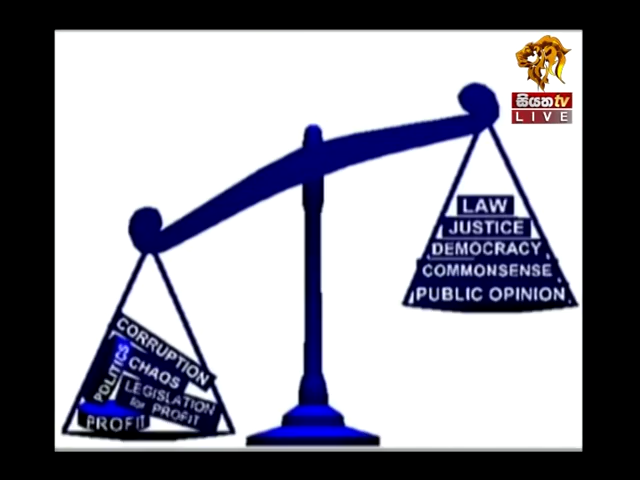 සියත tv
LIVE
LAW
JUSTICE
DEMOCRACY
COMMONSENSE
PUBLIC OPINION
CORRUPTION
POLITICS
CHAOS
LEGISLATION
for PROFIT
PROFIT